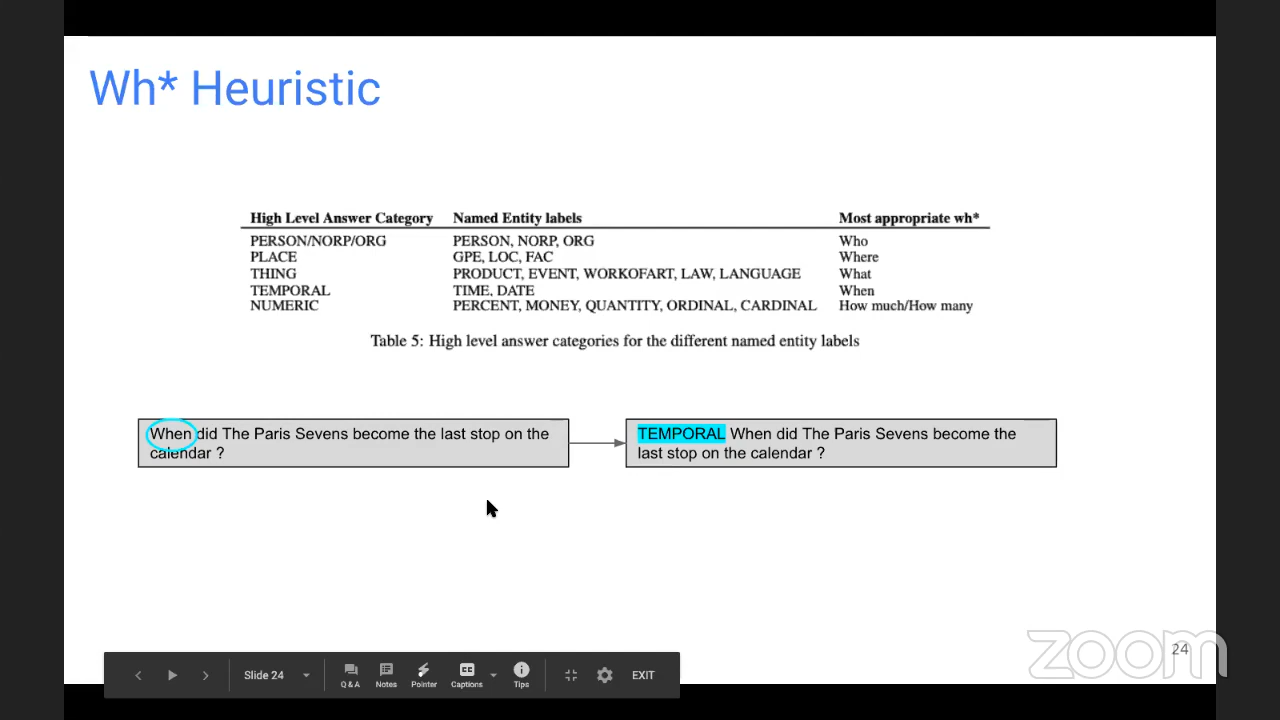 Wh* Heuristic
High Level Answer Category Named Entity labels Most appropriate wh*
PERSON/NORP/ORG PERSON, NORP, ORG Who
PLACE GPE, LOC, FAC Where
THING PRODUCT, EVENT, WORKOFART, LAW, LANGUAGE What
TEMPORAL TIME, DATE When
NUMERIC PERCENT, MONEY, QUANTITY, ORDINAL, CARDINAL How much/How many
Table 5: High level answer categories for the different named entity labels
When did The Paris Sevens become the last stop on the
calendar ?
TEMPORAL When did The Paris Sevens become the
last stop on the calendar ?
zoom
24
Slide 24
Q & A Notes Pointer Captions Tips
EXIT